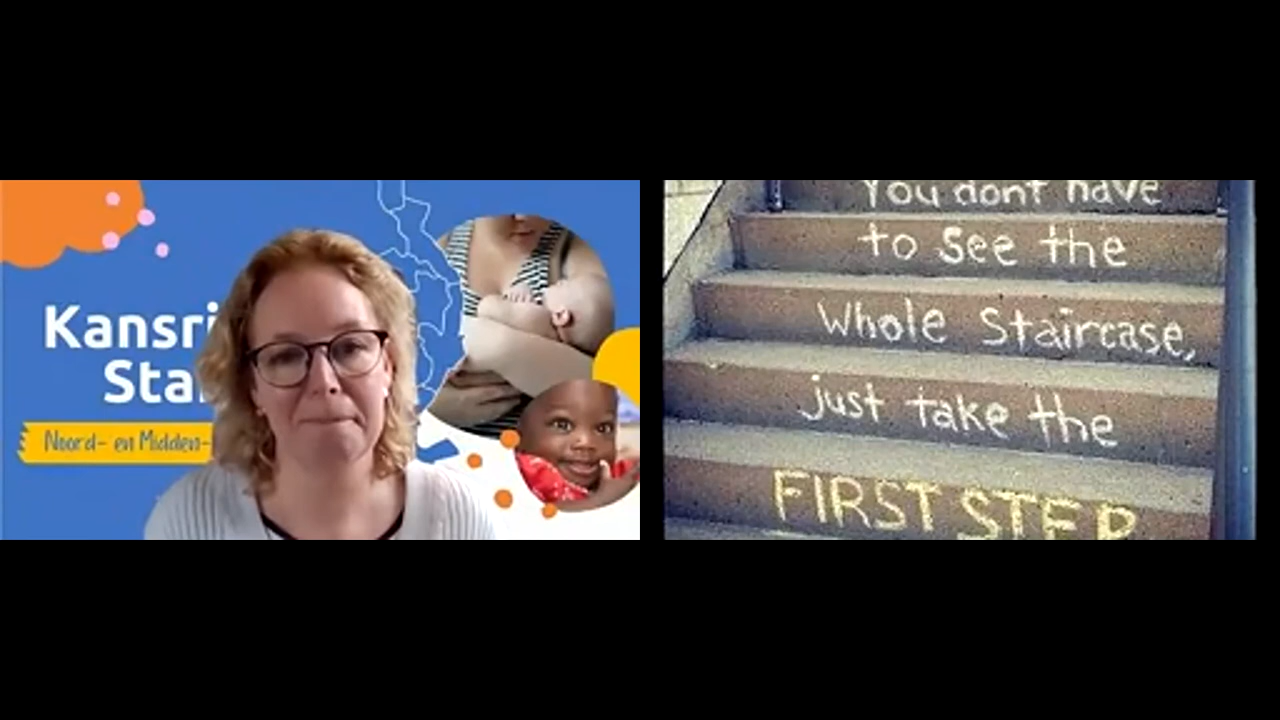 Kansri
Sta
Noord- en Midden-
You dont have
to see the
Whole Staircase,
just take the
FIRST STEP